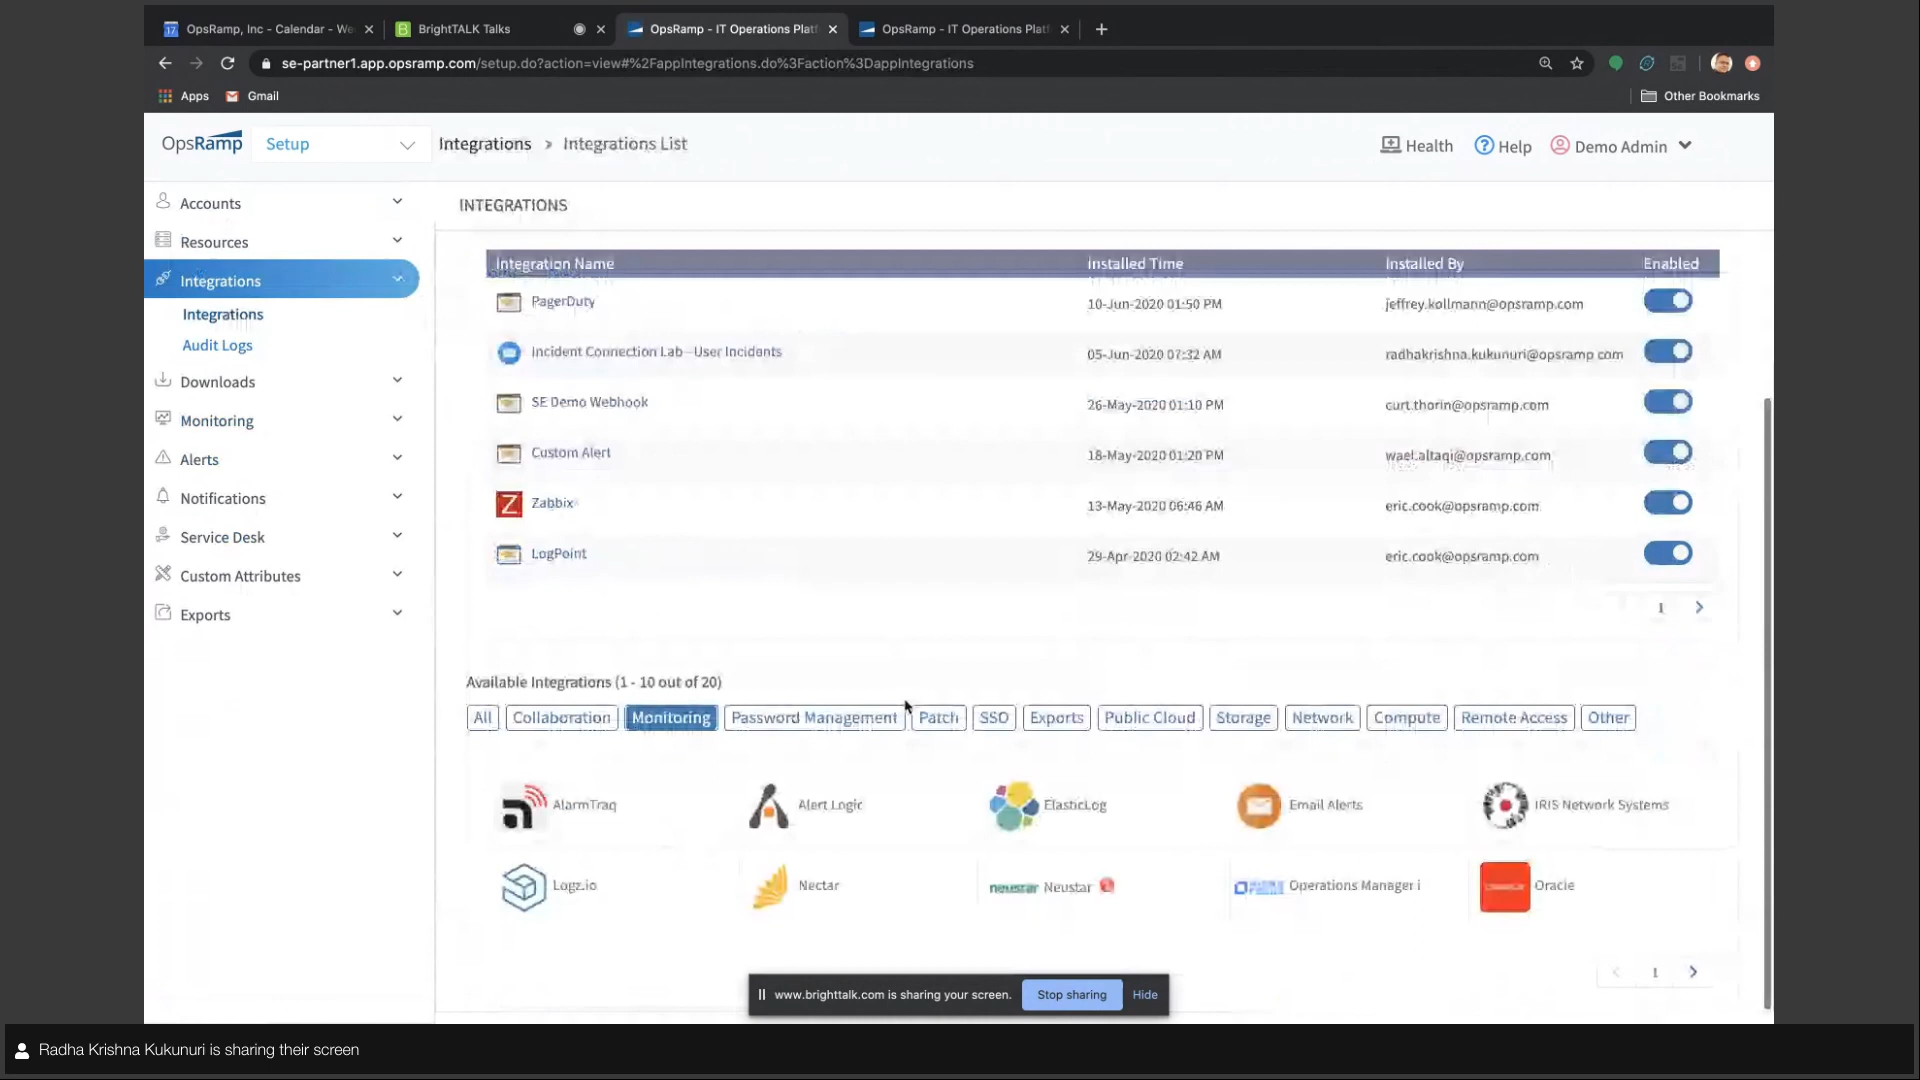 OpsRamp, Inc - Calendar - We
BrightTALK Talks
OpsRamp - IT Operations Platf
OpsRamp - IT Operations Platf
se-partner1.app.opsramp.com/setup.do?action=view#%2FappIntegrations.do%3Faction%3DappIntegrations
Apps
Gmail
Other Bookmarks
OpsRamp
Setup
Integrations › Integrations List
Health
Help
Demo Admin
Accounts
Resources
Integrations
Integrations
Audit Logs
Downloads
Monitoring
Alerts
Notifications
Service Desk
Custom Attributes
Exports
INTEGRATIONS
Integration Name Installed Time Installed By Enabled
PagerDuty 10-Jun-2020 01:50 PM jeffrey.kollmann@opsramp.com
Incident Connection Lab - User Incidents 05-Jun-2020 07:32 AM radhakrishna.kukunuri@opsramp.com
SE Demo Webhook 26-May-2020 01:10 PM curt.thorin@opsramp.com
Custom Alert 18-May-2020 01:20 PM wael.altaqi@opsramp.com
Zabbix 13-May-2020 06:46 AM eric.cook@opsramp.com
LogPoint 29-Apr-2020 02:42 AM eric.cook@opsramp.com
1
Available Integrations (1 - 10 out of 20)
All Collaboration Monitoring Password Management Patch SSO Exports Public Cloud Storage Network Compute Remote Access Other
AlarmTraq Alert Logic ElasticLog Email Alerts IRIS Network Systems
Logz.io Nectar neustar Neustar Operations Manager i Oracle
1
www.brighttalk.com is sharing your screen. Stop sharing Hide
Radha Krishna Kukunuri is sharing their screen